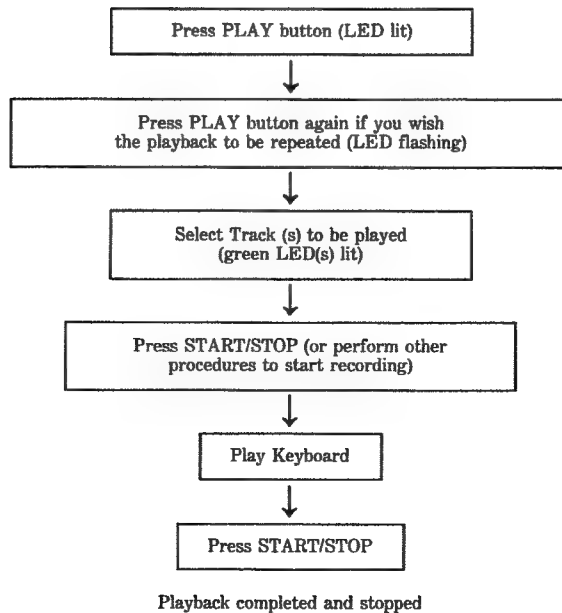 Press PLAY button (LED lit)
Press PLAY button again if you wish
the playback to be repeated (LED flashing)
Select Track (s) to be played
(green LED(s) lit)
Press START/STOP (or perform other
procedures to start recording)
Play Keyboard
Press START/STOP
Playback completed and stopped